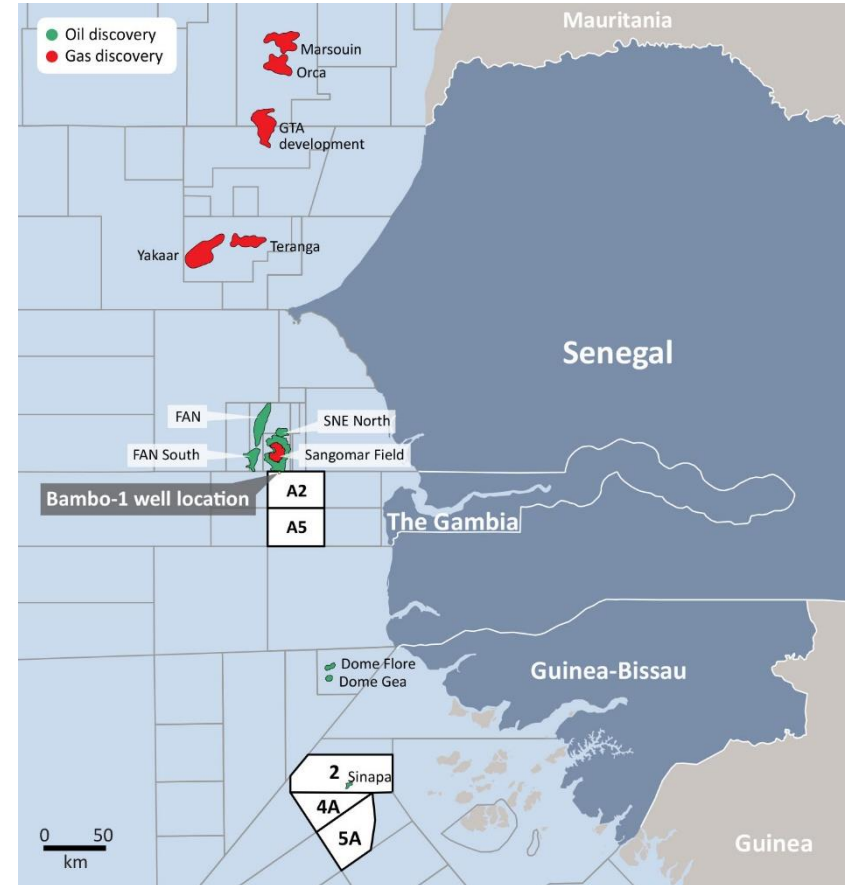 Mauritania
Oil discovery
Gas discovery
Marsouin
Orca
GTA
development
Yakaar
Teranga
Senegal
FAN
SNE North
FAN South
Sangomar Field
Bambo-1 well location
A2
The Gambia
A5
Dome Flore
Dome Gea
Guinea-Bissau
2
Sinapa
4A
5A
0 50
km
Guinea